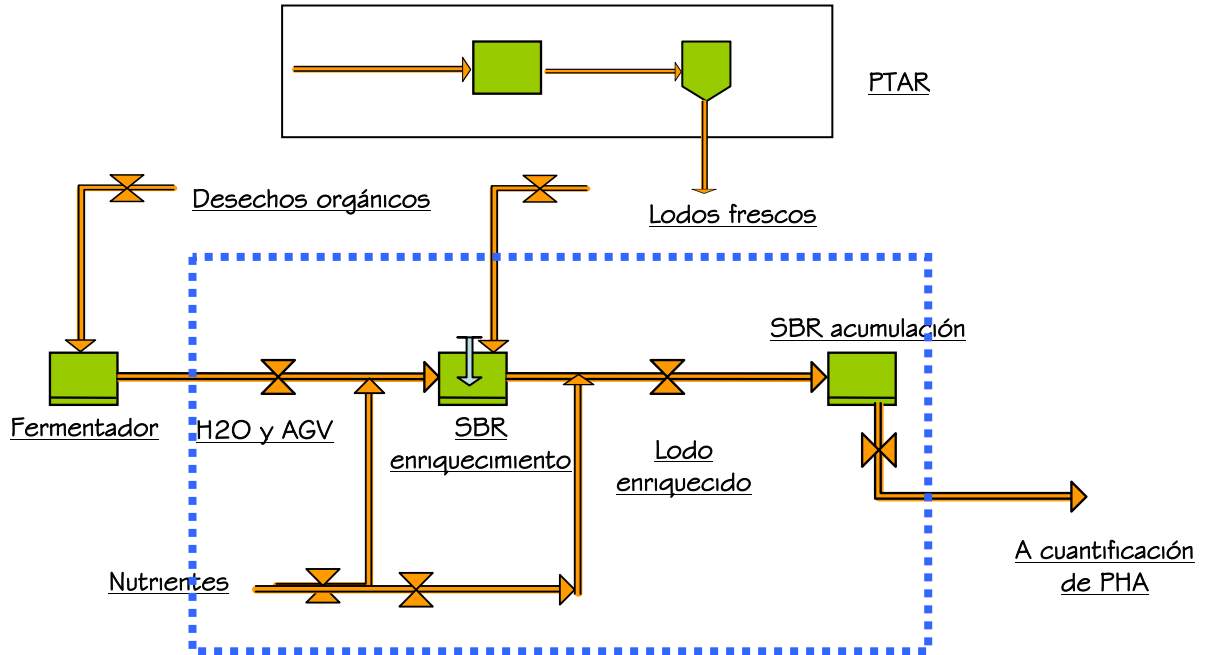 PTAR
Desechos orgánicos
Lodos frescos
SBR acumulación
Fermentador
H2O y AGV
SBR
enriquecimiento
Lodo
enriquecido
Nutrientes
A cuantificación
de PHA